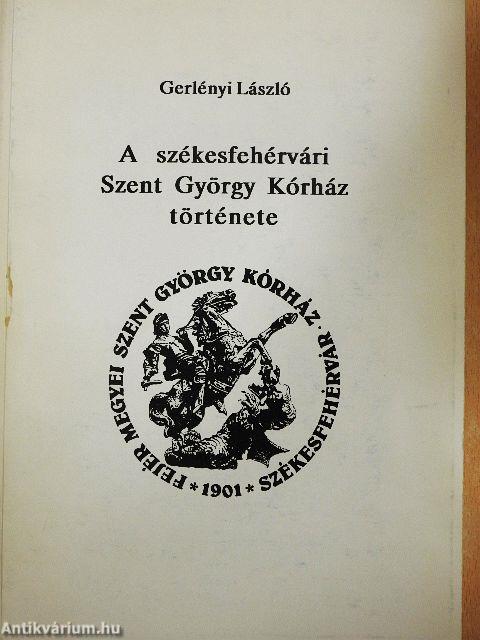 Gerlényi László
A székesfehérvári
Szent György Kórház
története
FEJÉR MEGYEI SZENT GYÖRGY KÓRHÁZ · SZÉKESFEHÉRVÁR
*1901*
Antikvárium.hu